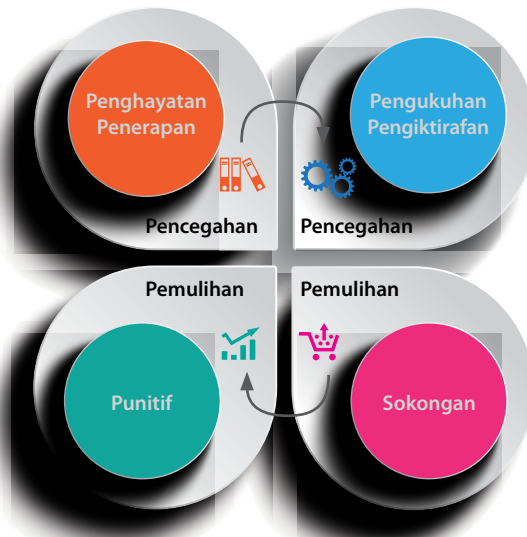 Penghayatan
Penerapan
Pencegahan
Pengukuhan
Pengiktirafan
Pencegahan
Pemulihan
Punitif
Pemulihan
Sokongan